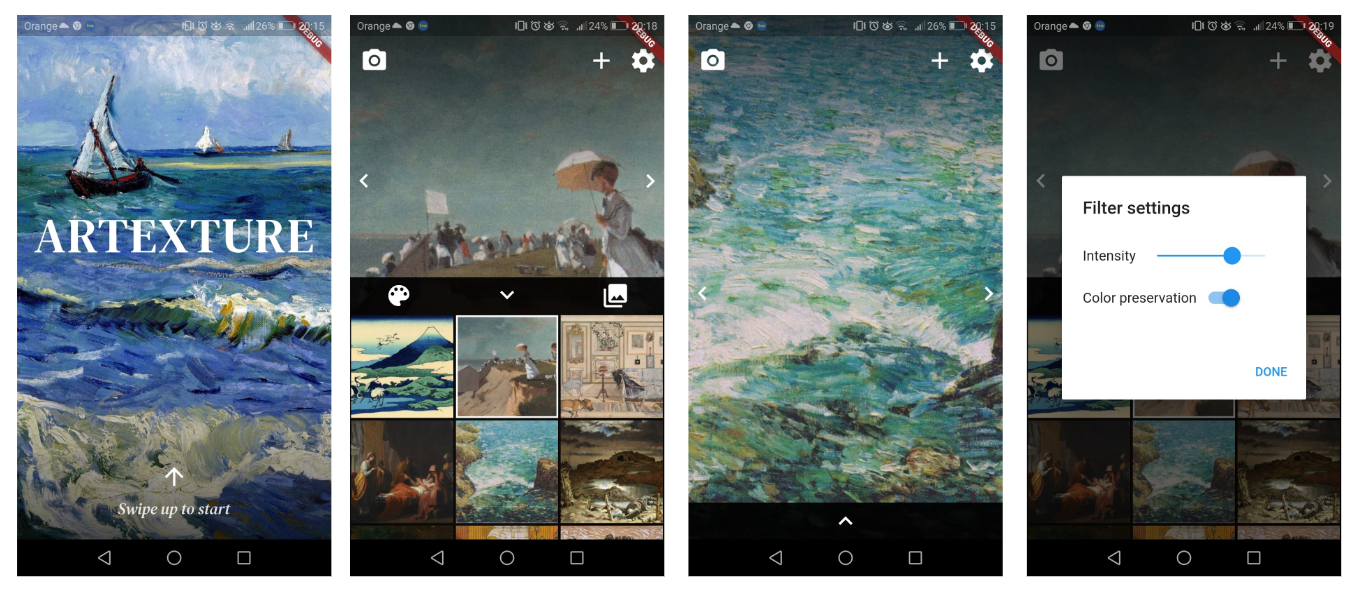 Orange 26% 20:15
DEBUG
ARTEXTURE
Swipe up to start
Orange 24% 20:18
DEBUG
Orange 26% 20:15
DEBUG
Orange 24% 20:19
DEBUG
Filter settings
Intensity
Color preservation
DONE